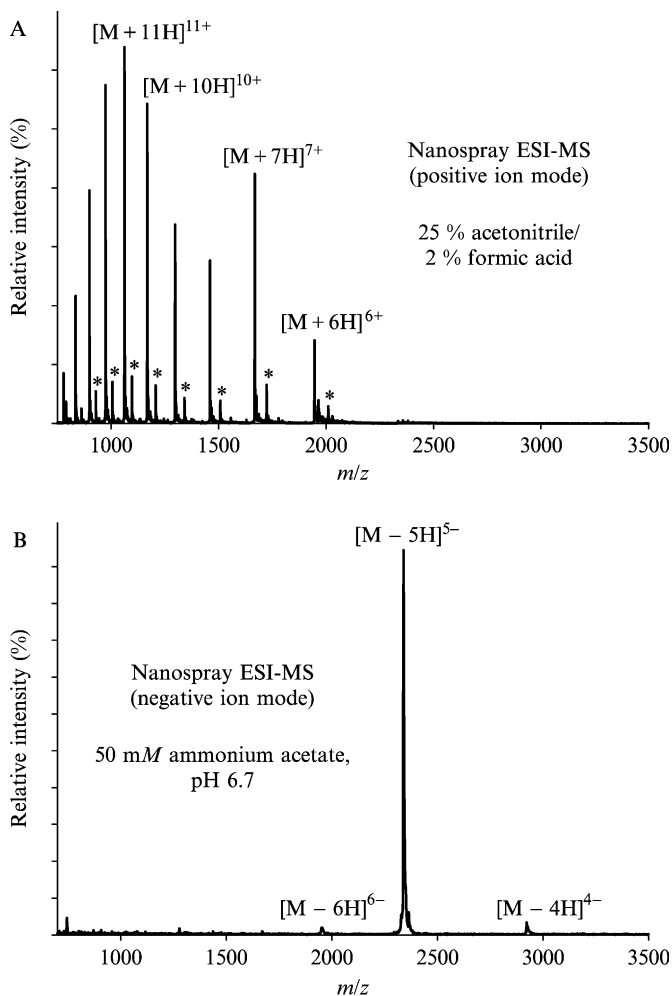 A
[M + 11H]11+
[M + 10H]10+
[M + 7H]7+
Nanospray ESI-MS
(positive ion mode)
25 % acetonitrile/
2 % formic acid
[M + 6H]6+
* * * * * * * *
Relative intensity (%)
1000 1500 2000 2500 3000 3500
m/z
B
[M − 5H]5−
Nanospray ESI-MS
(negative ion mode)
50 mM ammonium acetate,
pH 6.7
[M − 6H]6−
[M − 4H]4−
Relative intensity (%)
1000 1500 2000 2500 3000 3500
m/z